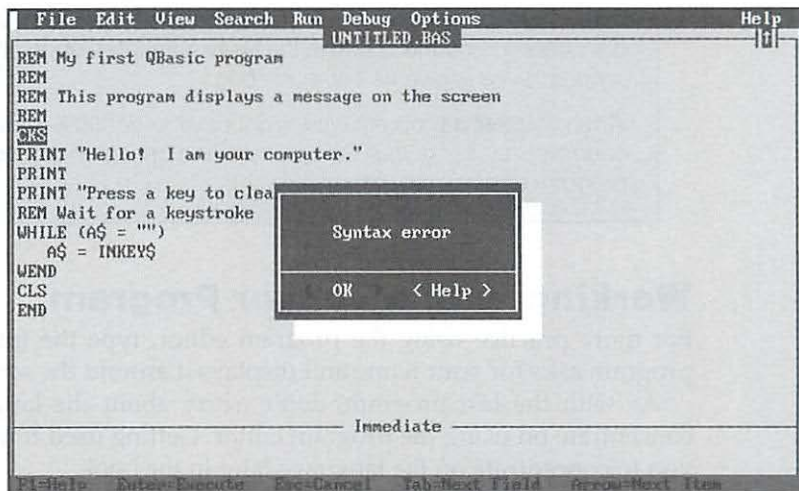 File Edit View Search Run Debug Options Help
UNTITLED.BAS
REM My first QBasic program
REM
REM This program displays a message on the screen
REM
CKS
PRINT "Hello! I am your computer."
PRINT
PRINT "Press a key to clea
REM Wait for a keystroke
WHILE (A$ = "")
A$ = INKEY$
WEND
CLS
END
Syntax error
OK < Help >
Immediate
F1=Help Enter=Execute Esc=Cancel Tab=Next Field Arrow=Next Item